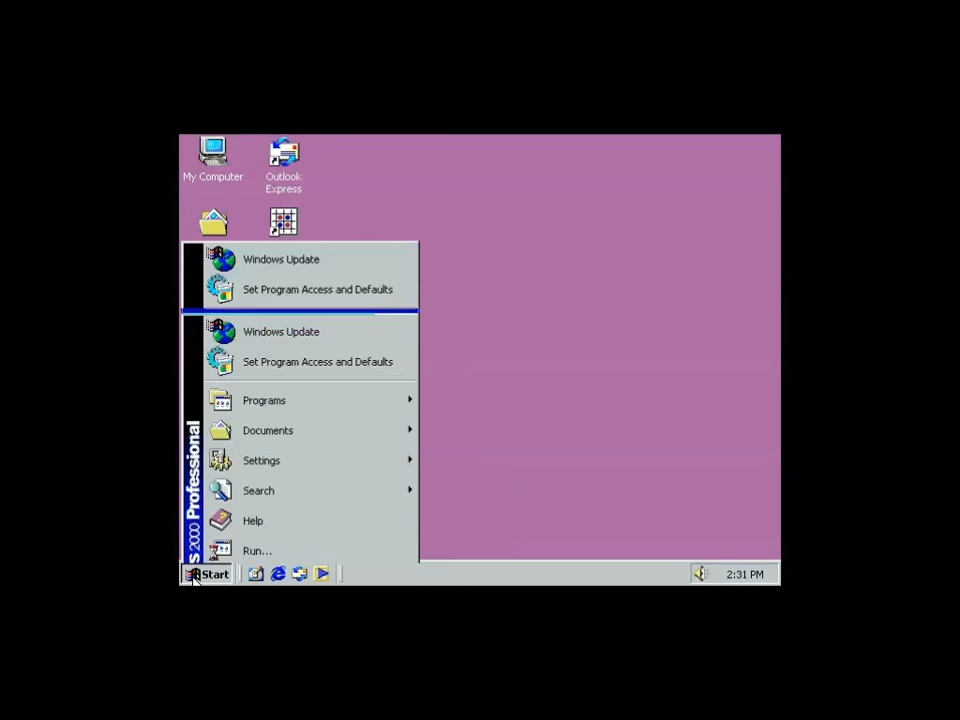 My Computer
Outlook
Express
Windows Update
Set Program Access and Defaults
Windows Update
Set Program Access and Defaults
Programs
Documents
Settings
Search
Help
Run...
s 2000 Professional
Start
2:31 PM